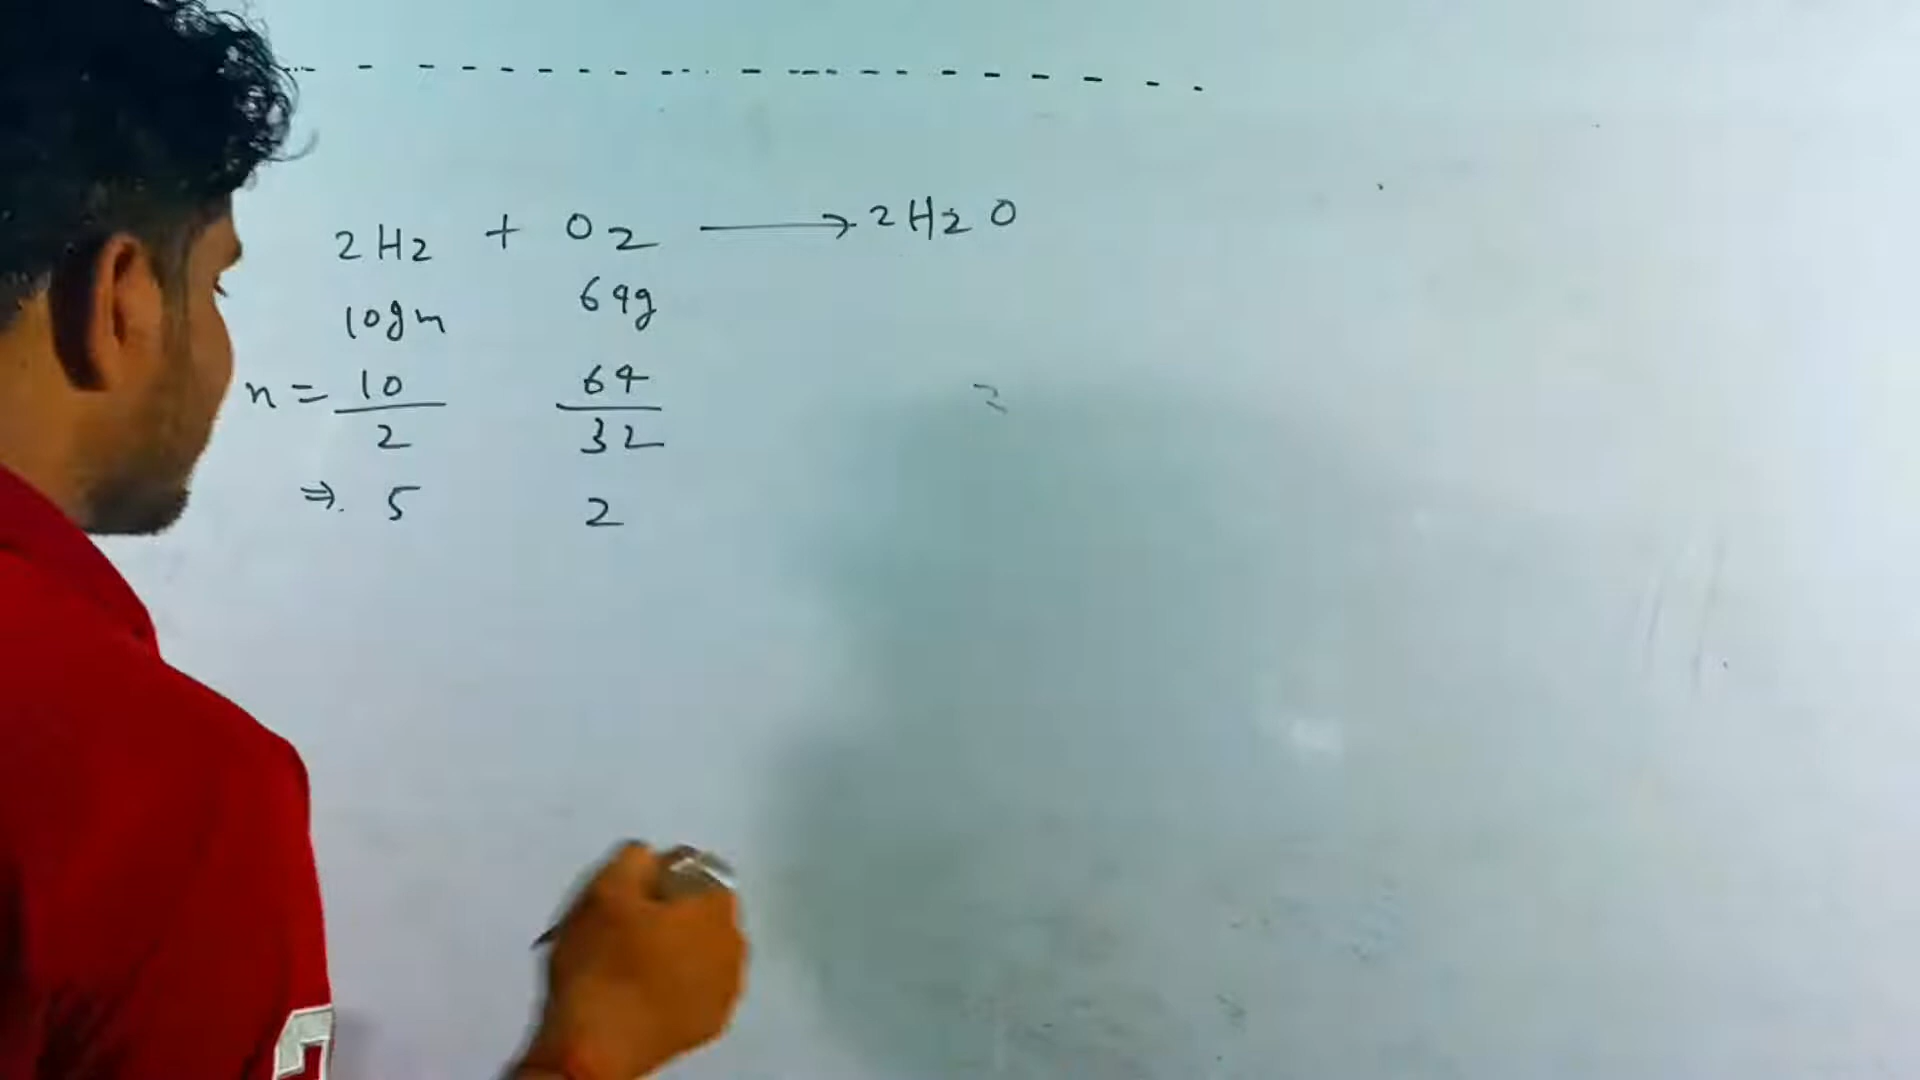 2H2 + O2 → 2H2O
10gm 64g
n = 10/2 64/32
⇒ 5 2